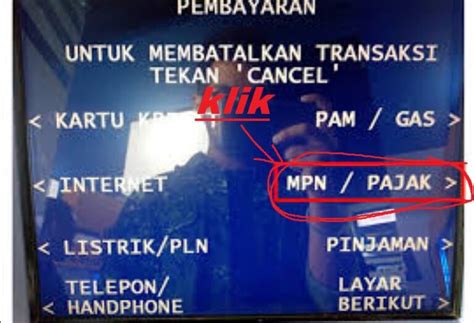 PEMBAYARAN
UNTUK MEMBATALKAN TRANSAKSI
TEKAN 'CANCEL'
klik
< KARTU
PAM / GAS >
< INTERNET
MPN / PAJAK >
< LISTRIK/PLN
PINJAMAN >
TELEPON/
< HANDPHONE
LAYAR
BERIKUT >